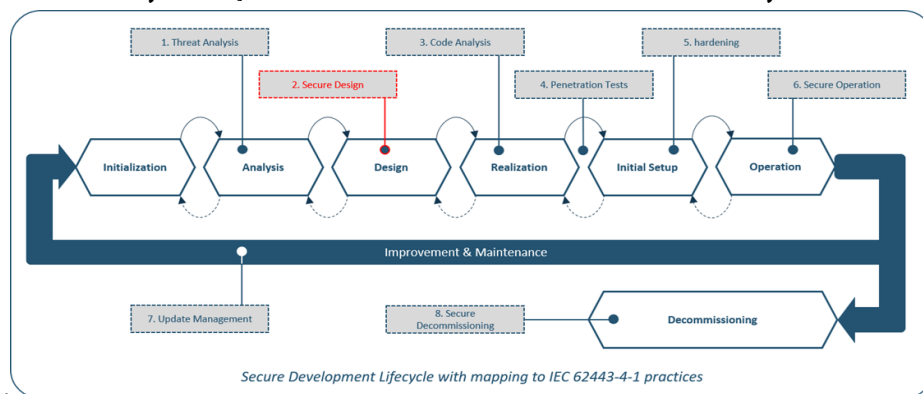 1. Threat Analysis
3. Code Analysis
5. hardening
2. Secure Design
4. Penetration Tests
6. Secure Operation
Initialization
Analysis
Design
Realization
Initial Setup
Operation
Improvement & Maintenance
7. Update Management
8. Secure
Decommissioning
Decommissioning
Secure Development Lifecycle with mapping to IEC 62443-4-1 practices